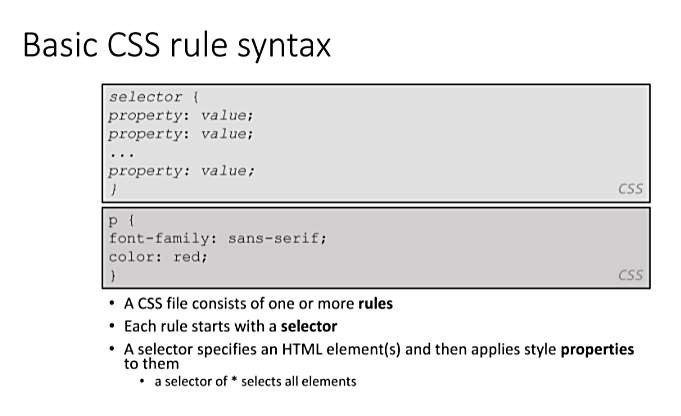 Basic CSS rule syntax
selector {
property: value;
property: value;
...
property: value;
}
CSS
p {
font-family: sans-serif;
color: red;
}
CSS
• A CSS file consists of one or more rules
• Each rule starts with a selector
• A selector specifies an HTML element(s) and then applies style properties
to them
• a selector of * selects all elements